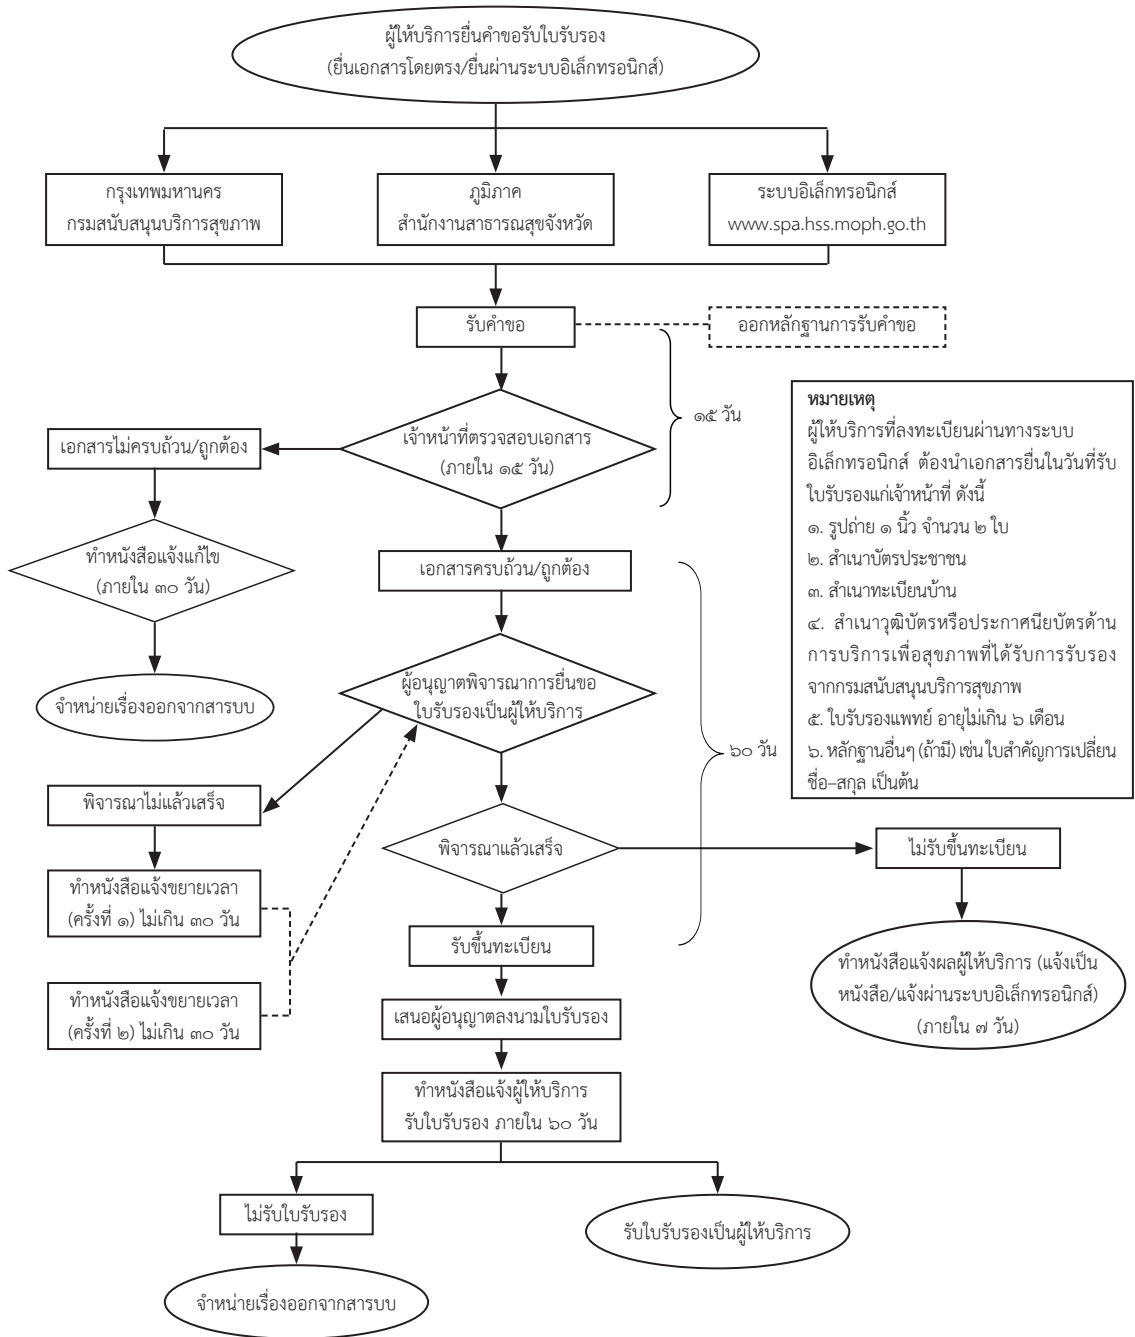 ผู้ให้บริการยื่นคำขอรับใบรับรอง
(ยื่นเอกสารโดยตรง/ยื่นผ่านระบบอิเล็กทรอนิกส์)
กรุงเทพมหานคร
กรมสนับสนุนบริการสุขภาพ
ภูมิภาค
สำนักงานสาธารณสุขจังหวัด
ระบบอิเล็กทรอนิกส์
www.spa.hss.moph.go.th
รับคำขอ
ออกหลักฐานการรับคำขอ
๑๕ วัน
เจ้าหน้าที่ตรวจสอบเอกสาร
(ภายใน ๑๕ วัน)
เอกสารไม่ครบถ้วน/ถูกต้อง
ทำหนังสือแจ้งแก้ไข
(ภายใน ๓๐ วัน)
จำหน่ายเรื่องออกจากสารบบ
เอกสารครบถ้วน/ถูกต้อง
ผู้อนุญาตพิจารณาการยื่นขอ
ใบรับรองเป็นผู้ให้บริการ
๖๐ วัน
หมายเหตุ
ผู้ให้บริการที่ลงทะเบียนผ่านทางระบบ
อิเล็กทรอนิกส์ ต้องนำเอกสารยื่นในวันที่รับ
ใบรับรองแก่เจ้าหน้าที่ ดังนี้
๑. รูปถ่าย ๑ นิ้ว จำนวน ๒ ใบ
๒. สำเนาบัตรประชาชน
๓. สำเนาทะเบียนบ้าน
๔. สำเนาวุฒิบัตรหรือประกาศนียบัตรด้าน
การบริการเพื่อสุขภาพที่ได้รับการรับรอง
จากกรมสนับสนุนบริการสุขภาพ
๕. ใบรับรองแพทย์ อายุไม่เกิน ๖ เดือน
๖. หลักฐานอื่นๆ (ถ้ามี) เช่น ใบสำคัญการเปลี่ยน
ชื่อ–สกุล เป็นต้น
พิจารณาไม่แล้วเสร็จ
ทำหนังสือแจ้งขยายเวลา
(ครั้งที่ ๑) ไม่เกิน ๓๐ วัน
ทำหนังสือแจ้งขยายเวลา
(ครั้งที่ ๒) ไม่เกิน ๓๐ วัน
พิจารณาแล้วเสร็จ
ไม่รับขึ้นทะเบียน
ทำหนังสือแจ้งผลผู้ให้บริการ (แจ้งเป็น
หนังสือ/แจ้งผ่านระบบอิเล็กทรอนิกส์)
(ภายใน ๗ วัน)
รับขึ้นทะเบียน
เสนอผู้อนุญาตลงนามใบรับรอง
ทำหนังสือแจ้งผู้ให้บริการ
รับใบรับรอง ภายใน ๖๐ วัน
ไม่รับใบรับรอง
จำหน่ายเรื่องออกจากสารบบ
รับใบรับรองเป็นผู้ให้บริการ